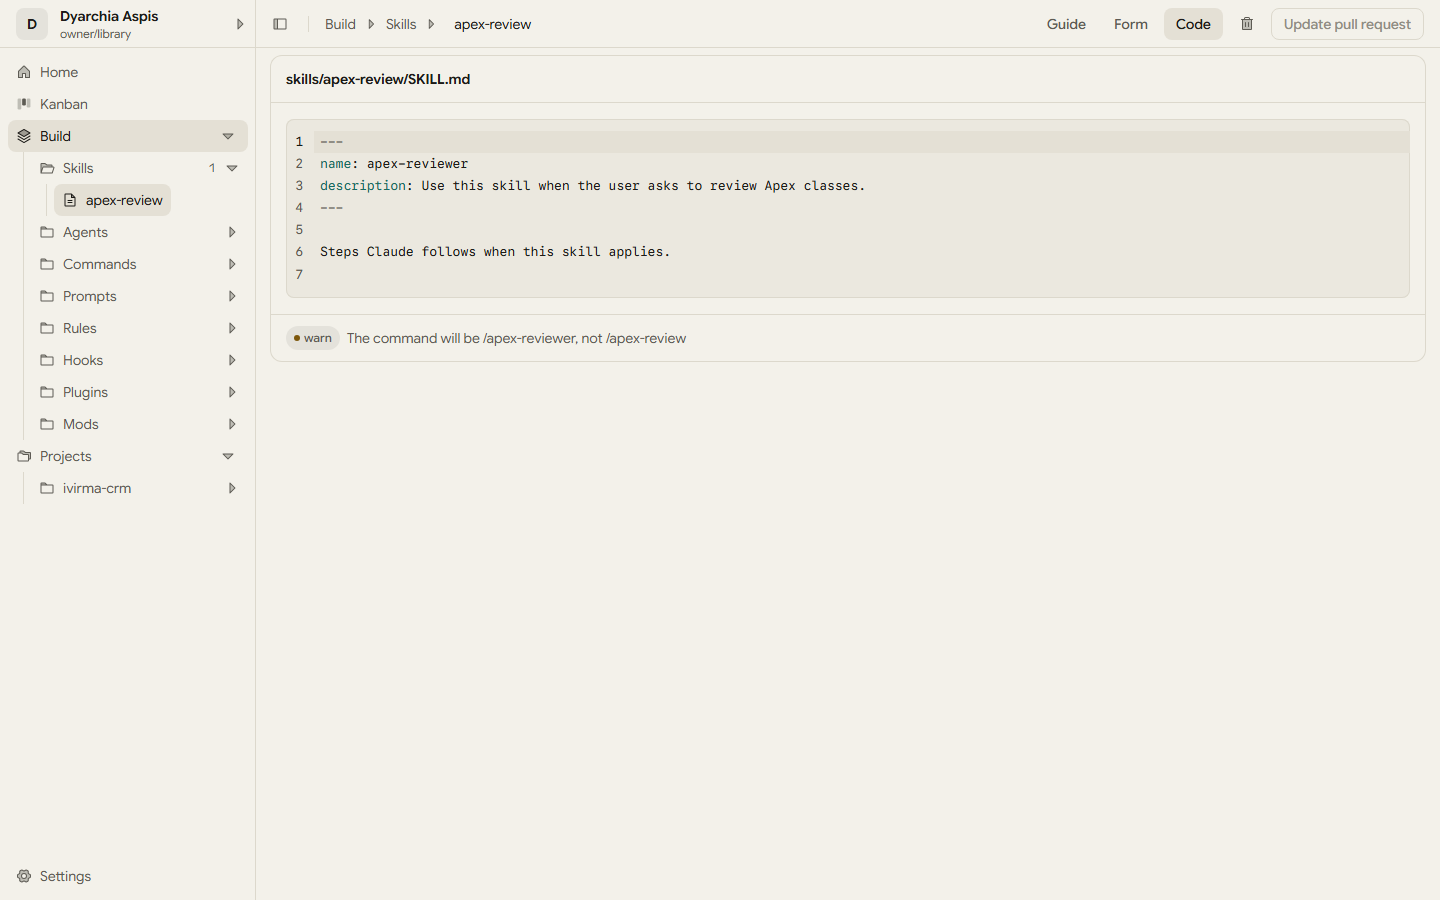 D
Dyarchia Aspis
owner/library
Home
Kanban
Build
Skills 1
apex-review
Agents
Commands
Prompts
Rules
Hooks
Plugins
Mods
Projects
ivirma-crm
Settings
Build Skills apex-review
Guide Form Code Update pull request
skills/apex-review/SKILL.md
1 ---
2 name: apex-reviewer
3 description: Use this skill when the user asks to review Apex classes.
4 ---
5
6 Steps Claude follows when this skill applies.
7
warn The command will be /apex-reviewer, not /apex-review